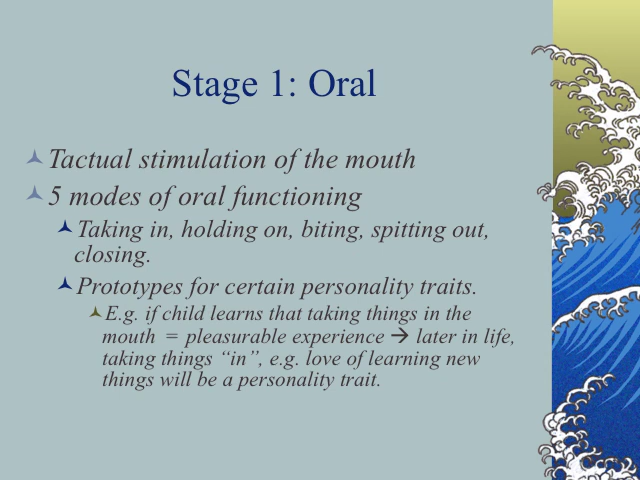 Stage 1: Oral
Tactual stimulation of the mouth
5 modes of oral functioning
Taking in, holding on, biting, spitting out,
closing.
Prototypes for certain personality traits.
E.g. if child learns that taking things in the
mouth = pleasurable experience → later in life,
taking things “in”, e.g. love of learning new
things will be a personality trait.